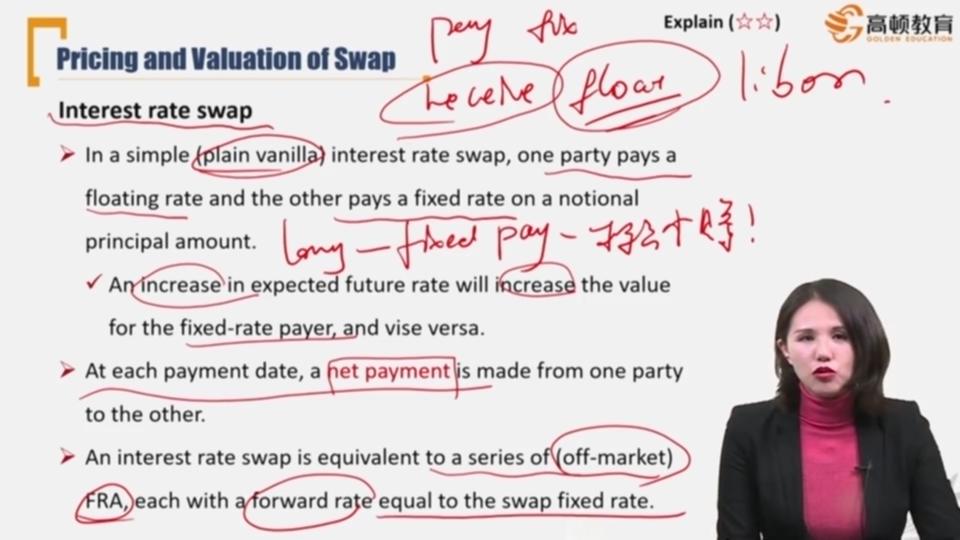 Explain (☆☆)
高顿教育
GOLDEN EDUCATION
pay fix
Pricing and Valuation of Swap
receive float libor
Interest rate swap
➢ In a simple (plain vanilla) interest rate swap, one party pays a
floating rate and the other pays a fixed rate on a notional
principal amount.
long - fixed pay -
✓ An increase in expected future rate will increase the value
for the fixed-rate payer, and vise versa.
➢ At each payment date, a net payment is made from one party
to the other.
➢ An interest rate swap is equivalent to a series of (off-market)
FRA, each with a forward rate equal to the swap fixed rate.